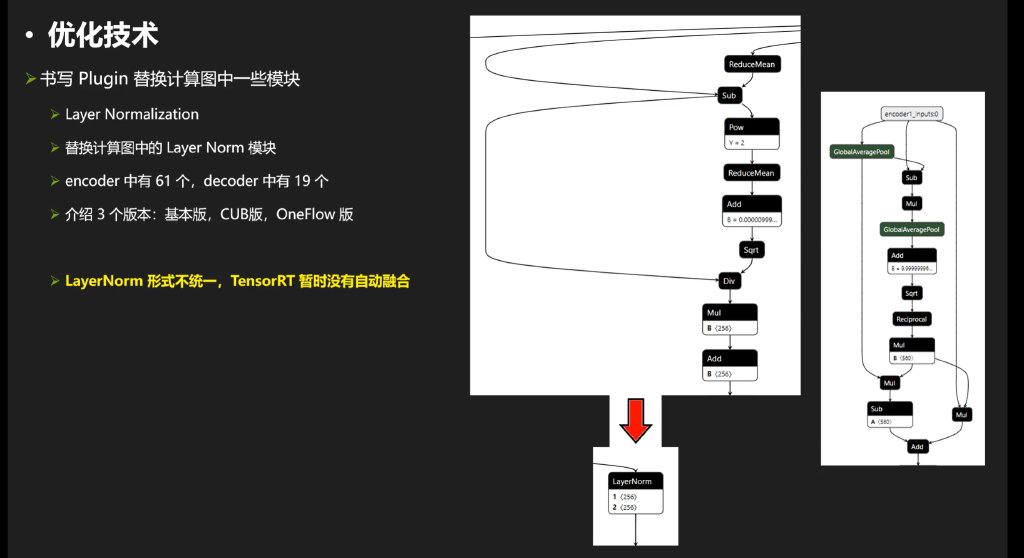 • 优化技术
书写 Plugin 替换计算图中一些模块
Layer Normalization
替换计算图中的 Layer Norm 模块
encoder 中有 61 个，decoder 中有 19 个
介绍 3 个版本：基本版，CUB版，OneFlow 版
LayerNorm 形式不统一，TensorRT 暂时没有自动融合
ReduceMean
Sub
Pow
Y = 2
ReduceMean
Add
B = 0.00000999...
Sqrt
Div
Mul
B ⟨256⟩
Add
B ⟨256⟩
LayerNorm
1 ⟨256⟩
2 ⟨256⟩
encoder1_inputs:0
GlobalAveragePool
Sub
Mul
GlobalAveragePool
Add
B = 9.99999996...
Sqrt
Reciprocal
Mul
B ⟨560⟩
Mul
Sub
A ⟨560⟩
Mul
Add